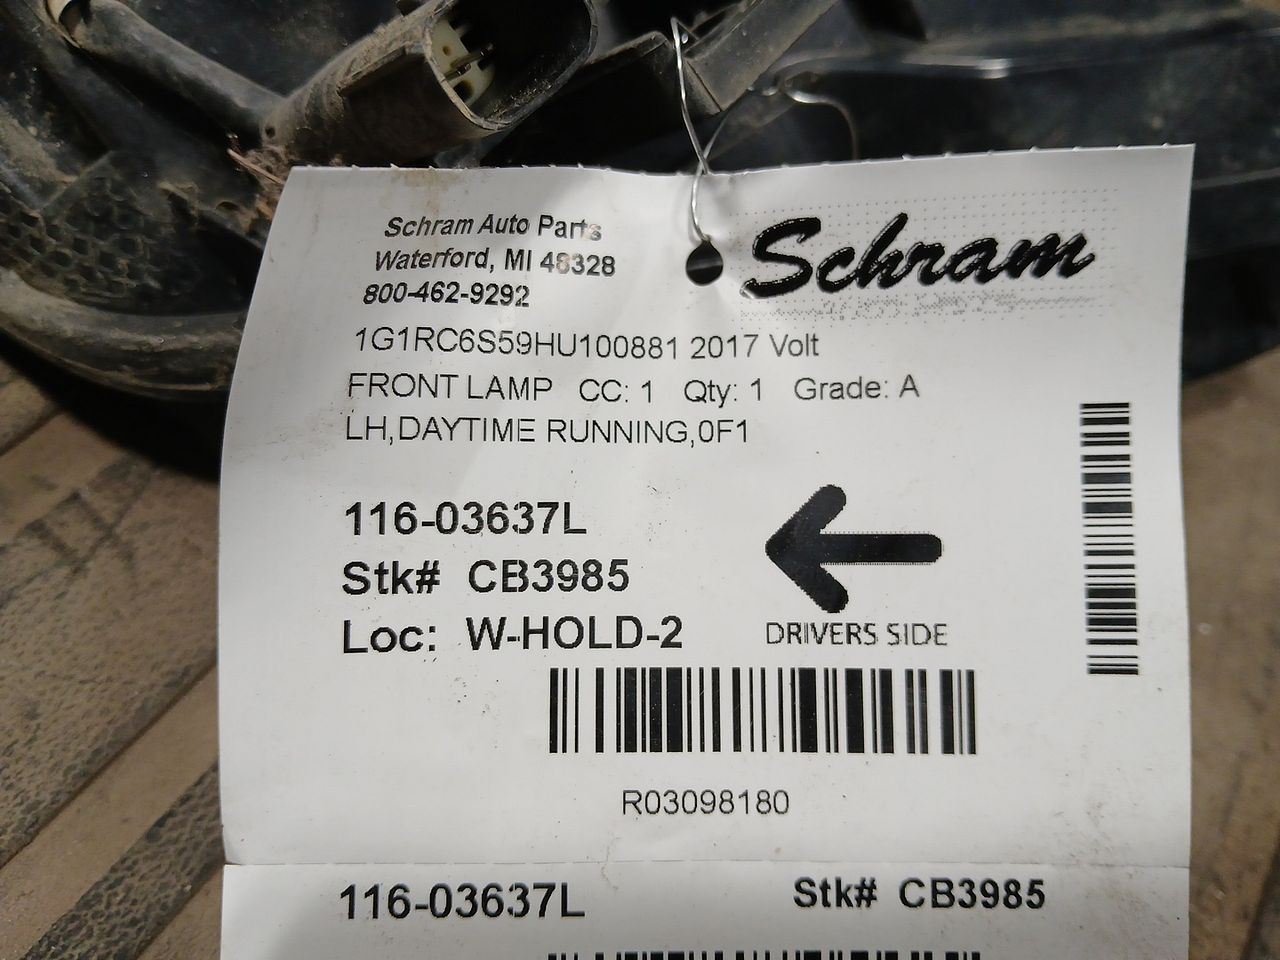 Schram Auto Parts
Waterford, MI 48328
800-462-9292
Schram
1G1RC6S59HU100881 2017 Volt
FRONT LAMP CC: 1 Qty: 1 Grade: A
LH,DAYTIME RUNNING,0F1
116-03637L
Stk# CB3985
Loc: W-HOLD-2
DRIVERS SIDE
R03098180
116-03637L Stk# CB3985